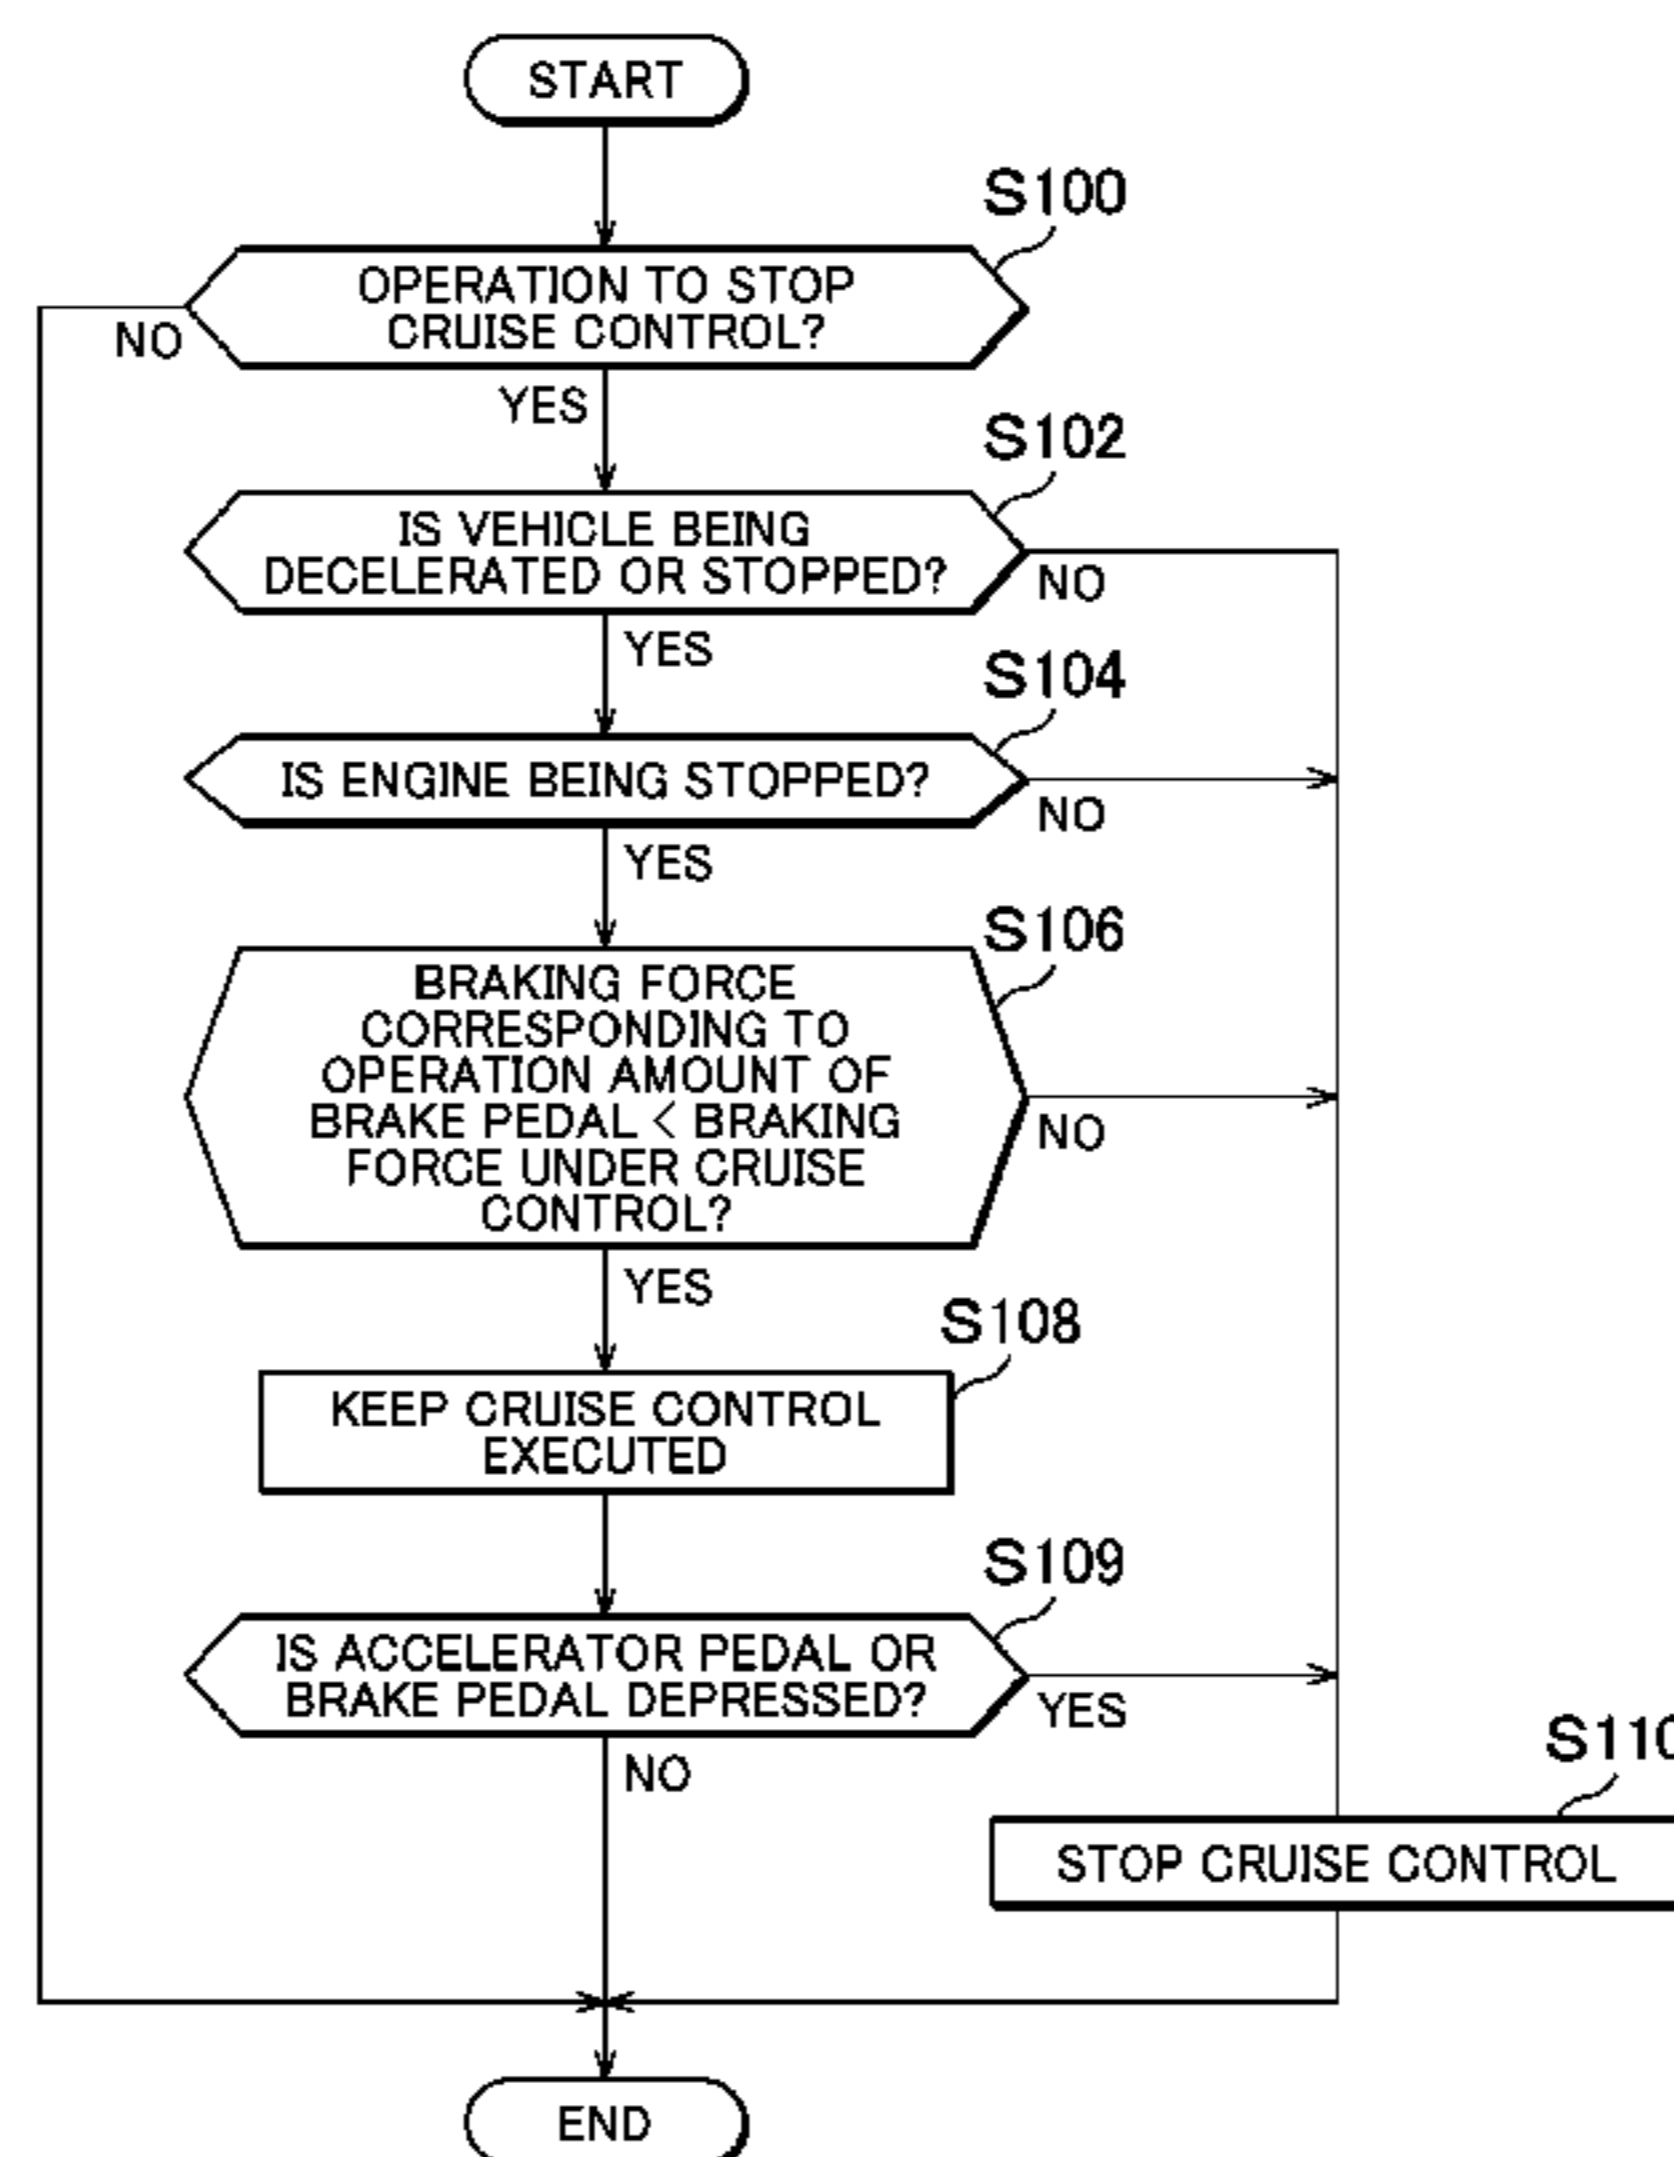 START
S100
OPERATION TO STOP
CRUISE CONTROL?
NO
YES
S102
IS VEHICLE BEING
DECELERATED OR STOPPED?
NO
YES
S104
IS ENGINE BEING STOPPED?
NO
YES
S106
BRAKING FORCE
CORRESPONDING TO
OPERATION AMOUNT OF
BRAKE PEDAL < BRAKING
FORCE UNDER CRUISE
CONTROL?
NO
YES
S108
KEEP CRUISE CONTROL
EXECUTED
S109
IS ACCELERATOR PEDAL OR
BRAKE PEDAL DEPRESSED?
YES
NO
S110
STOP CRUISE CONTROL
END